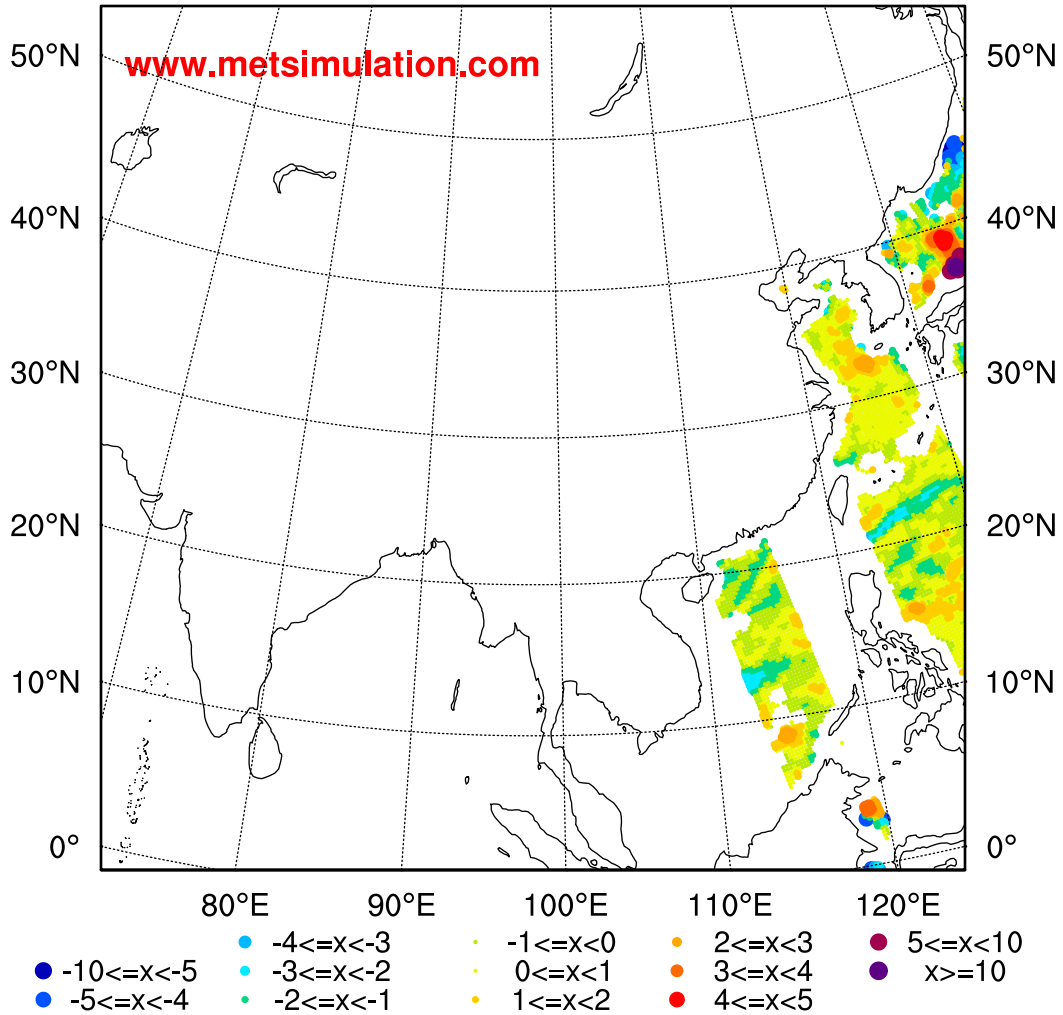 www.metsimulation.com
50°N 50°N
40°N 40°N
30°N 30°N
20°N 20°N
10°N 10°N
0° 0°
80°E 90°E 100°E 110°E 120°E
-4<=x<-3 -1<=x<0 2<=x<3 5<=x<10
-10<=x<-5 -3<=x<-2 0<=x<1 3<=x<4 x>=10
-5<=x<-4 -2<=x<-1 1<=x<2 4<=x<5